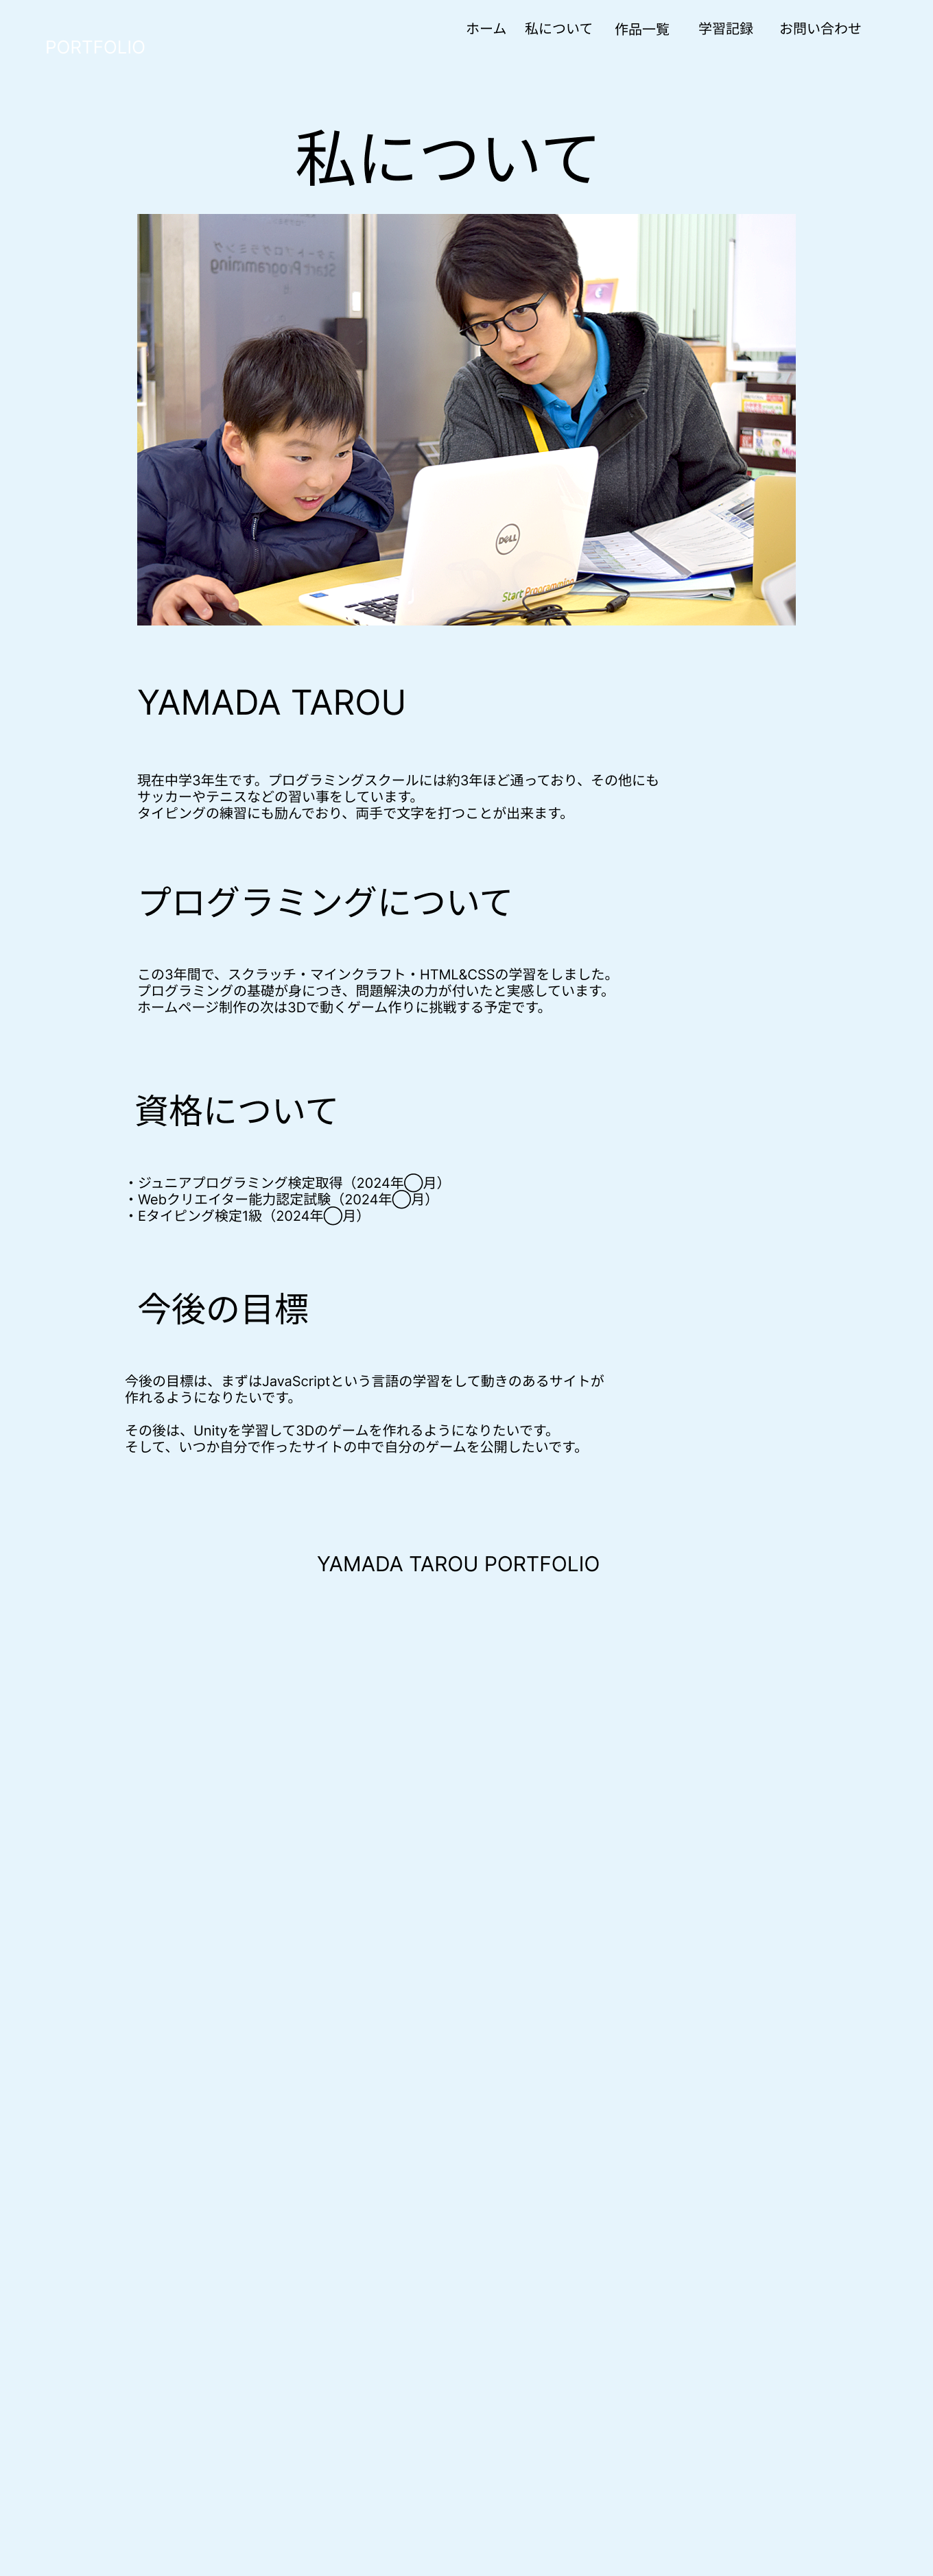 PORTFOLIO
ホーム 私について 作品一覧 学習記録 お問い合わせ
私について
スタートプログラミング
Start Programming
DELL
Start Programming
YAMADA TAROU
現在中学3年生です。プログラミングスクールには約3年ほど通っており、その他にも
サッカーやテニスなどの習い事をしています。
タイピングの練習にも励んでおり、両手で文字を打つことが出来ます。
プログラミングについて
この3年間で、スクラッチ・マインクラフト・HTML&CSSの学習をしました。
プログラミングの基礎が身につき、問題解決の力が付いたと実感しています。
ホームページ制作の次は3Dで動くゲーム作りに挑戦する予定です。
資格について
・ジュニアプログラミング検定取得（2024年◯月）
・Webクリエイター能力認定試験（2024年◯月）
・Eタイピング検定1級（2024年◯月）
今後の目標
今後の目標は、まずはJavaScriptという言語の学習をして動きのあるサイトが
作れるようになりたいです。
その後は、Unityを学習して3Dのゲームを作れるようになりたいです。
そして、いつか自分で作ったサイトの中で自分のゲームを公開したいです。
YAMADA TAROU PORTFOLIO